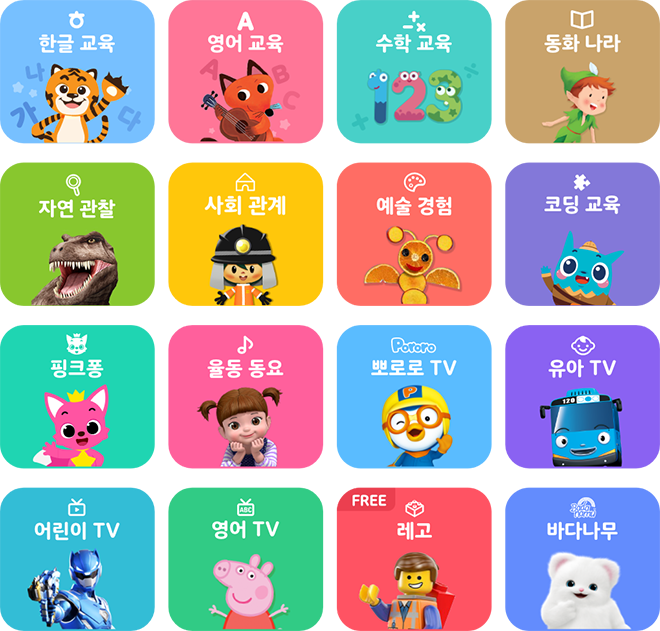 한글 교육
나
가
다
A
영어 교육
A
B
C
수학 교육
123
동화 나라
자연 관찰
사회 관계
예술 경험
코딩 교육
핑크퐁
율동 동요
Pororo
뽀로로 TV
P
유아 TV
120
어린이 TV
ABC
영어 TV
FREE
레고
바다나무